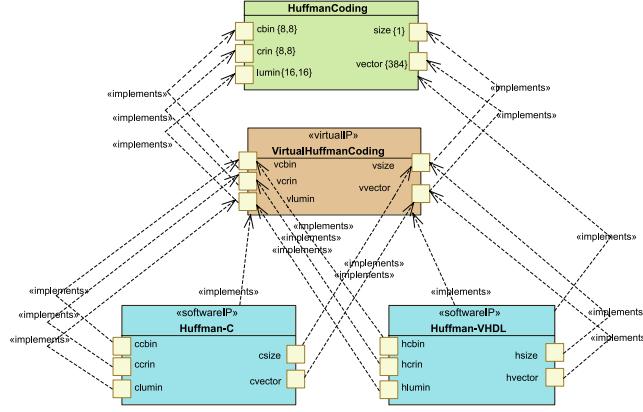 HuffmanCoding
cbin {8,8}
size {1}
crin {8,8}
vector {384}
lumin{16,16}
«implements»
«implements»
«implements»
«implements»
«implements»
«virtualIP»
VirtualHuffmanCoding
vcbin
vsize
vcrin
vvector
vlumin
«implements»
«implements»
«implements»
«implements»
«implements»
«implements»
«implements»
«implements»
«implements»
«implements»
«implements»
«implements»
«implements»
«softwareIP»
Huffman-C
ccbin
csize
ccrin
cvector
clumin
«softwareIP»
Huffman-VHDL
hcbin
hsize
hcrin
hvector
hlumin